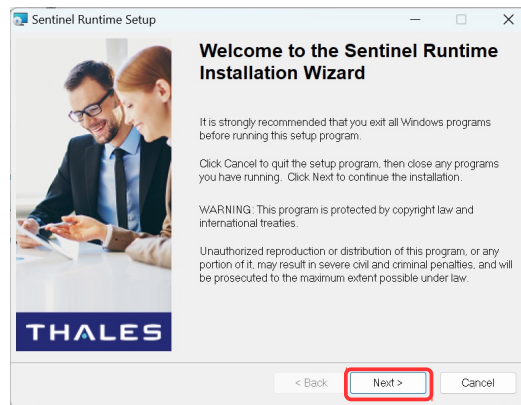 Sentinel Runtime Setup
Welcome to the Sentinel Runtime
Installation Wizard
It is strongly recommended that you exit all Windows programs
before running this setup program.
Click Cancel to quit the setup program, then close any programs
you have running. Click Next to continue the installation.
WARNING: This program is protected by copyright law and
international treaties.
Unauthorized reproduction or distribution of this program, or any
portion of it, may result in severe civil and criminal penalties, and will
be prosecuted to the maximum extent possible under law.
THALES
< Back
Next >
Cancel